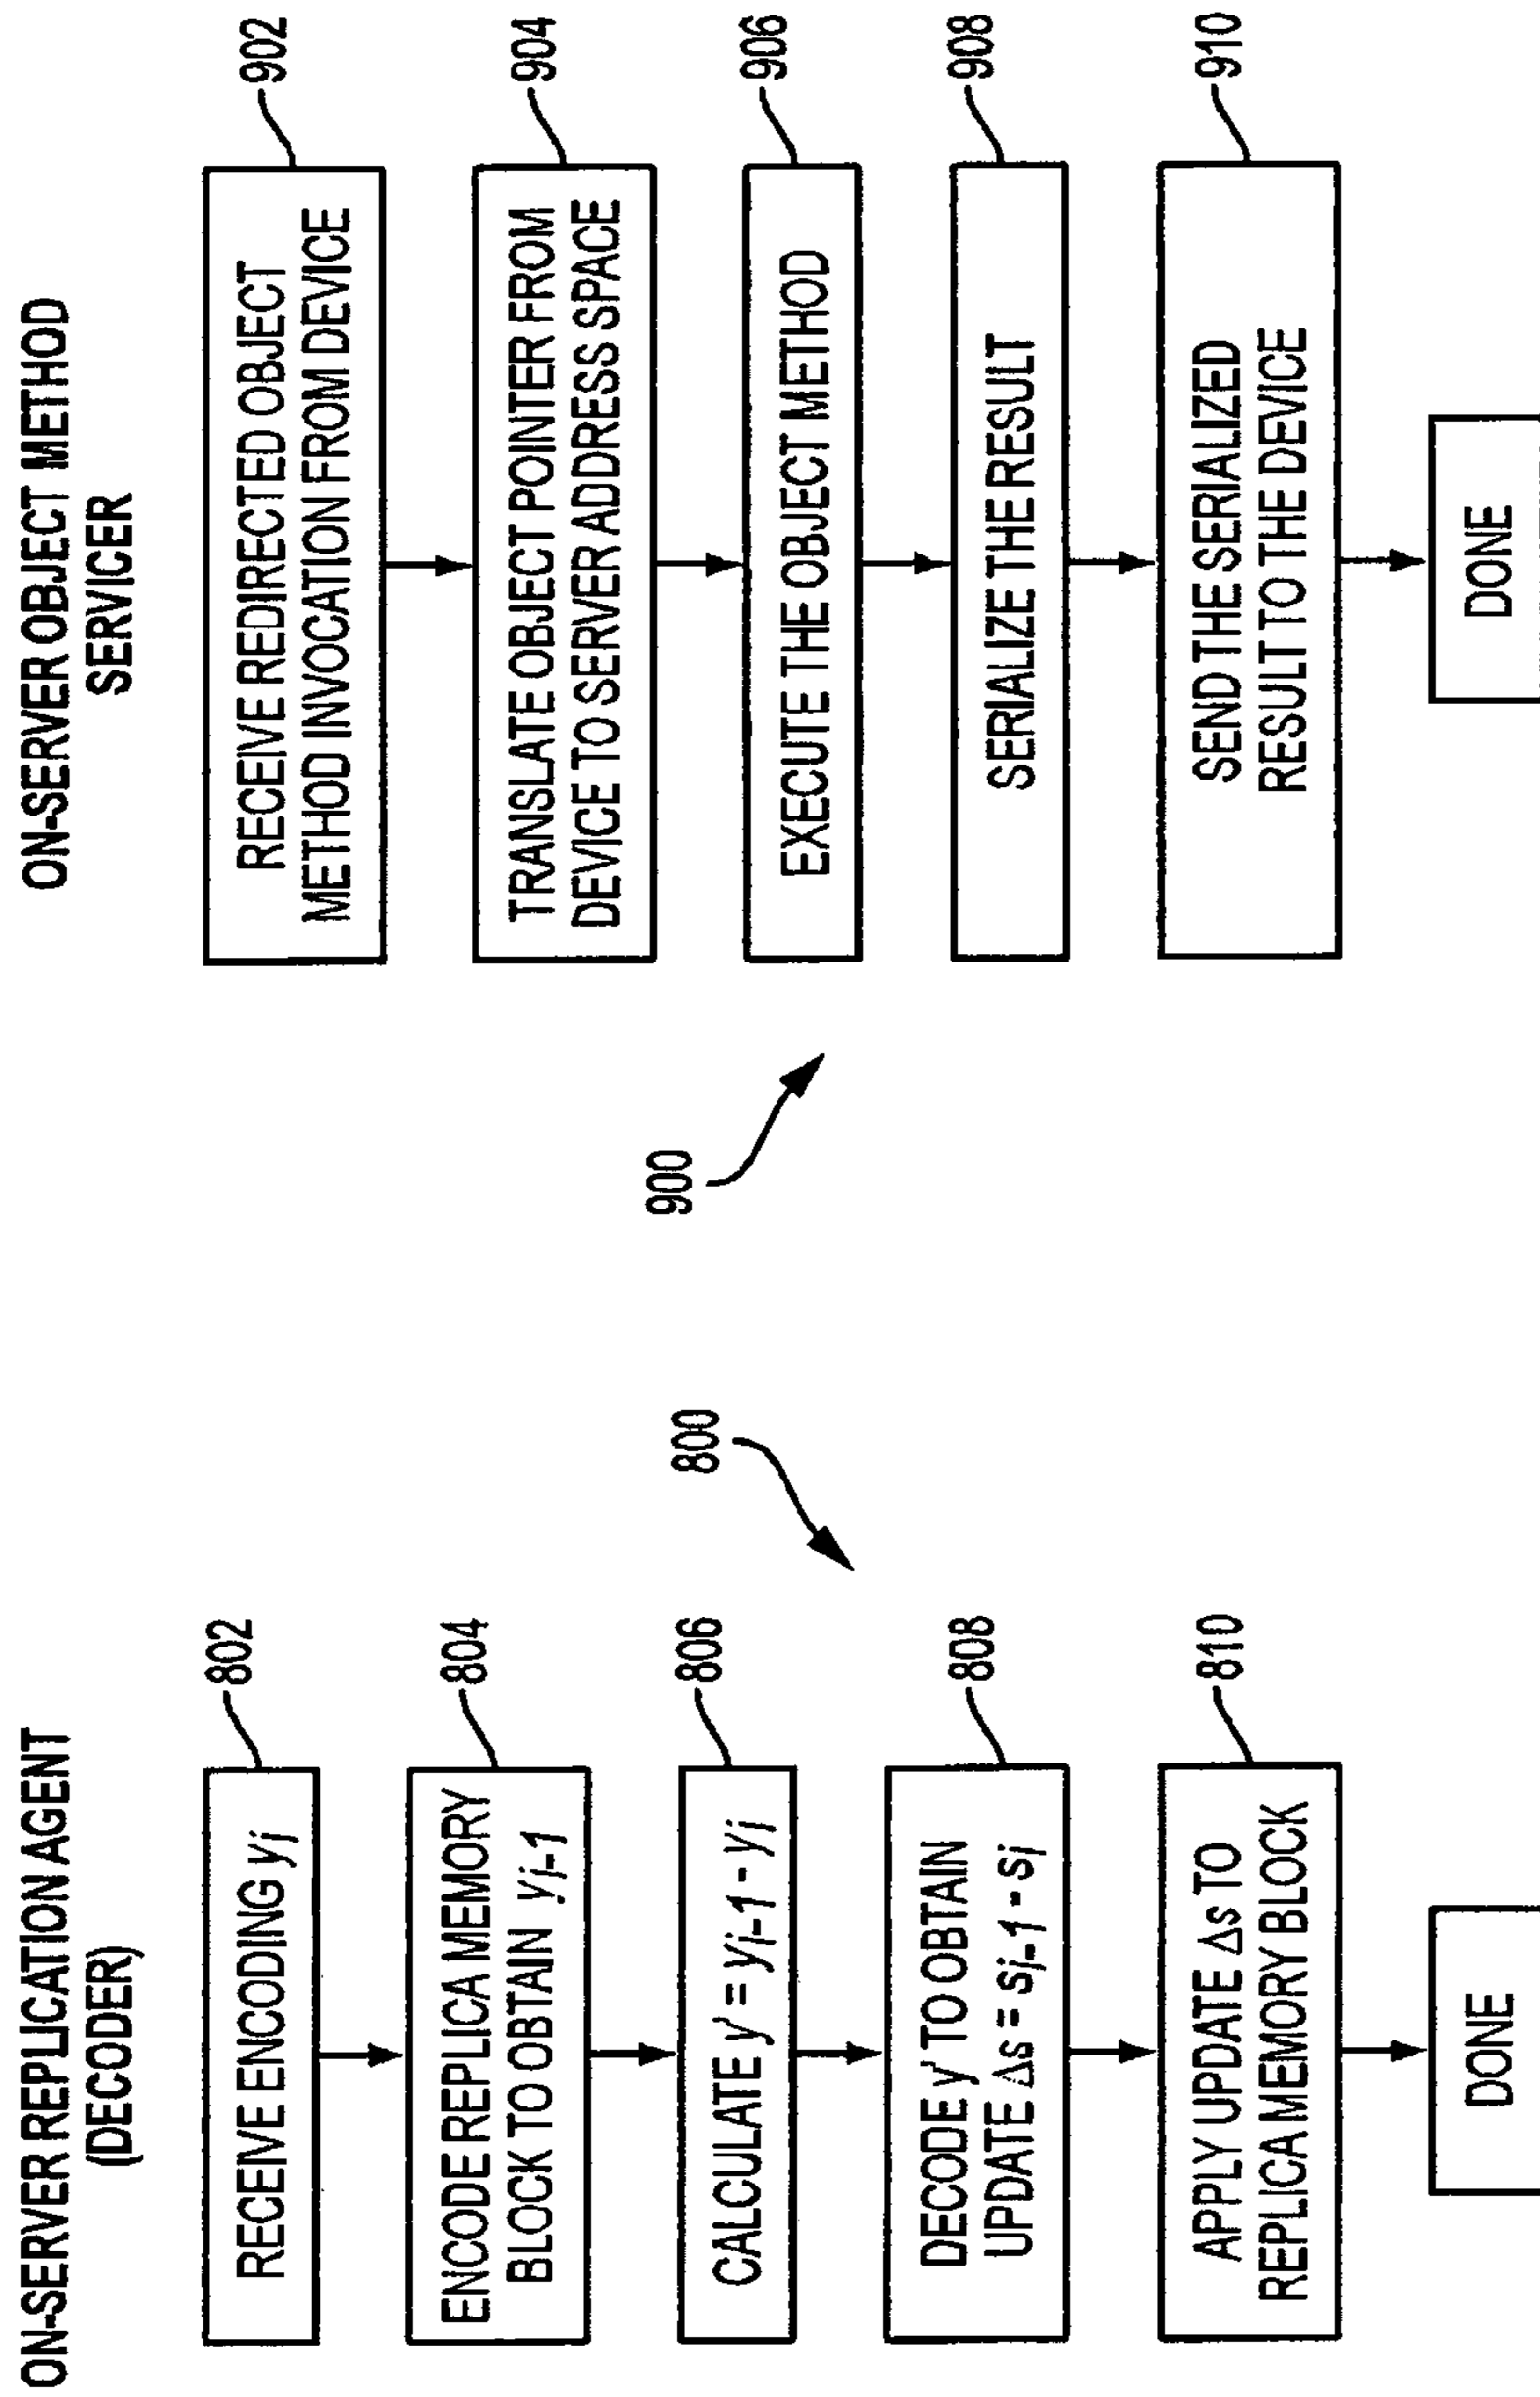 ON-SERVER REPLICATION AGENT
(DECODER)
RECEIVE ENCODING yi
802
ENCODE REPLICA MEMORY
BLOCK TO OBTAIN yi-1
804
CALCULATE y' = yi-1 - yi
806
DECODE y' TO OBTAIN
UPDATE Δs = si-1 - si
808
APPLY UPDATE Δs TO
REPLICA MEMORY BLOCK
810
DONE
800
ON-SERVER OBJECT METHOD
SERVICER
RECEIVE REDIRECTED OBJECT
METHOD INVOCATION FROM DEVICE
902
TRANSLATE OBJECT POINTER FROM
DEVICE TO SERVER ADDRESS SPACE
904
EXECUTE THE OBJECT METHOD
906
SERIALIZE THE RESULT
908
SEND THE SERIALIZED
RESULT TO THE DEVICE
910
DONE
900